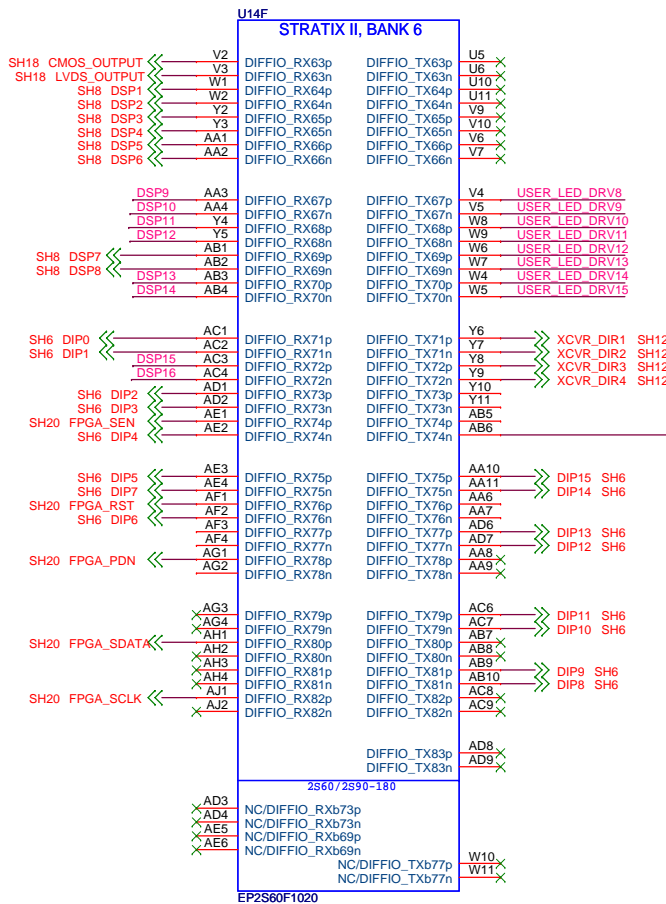 U14F
STRATIX II, BANK 6
SH18 CMOS_OUTPUT V2 DIFFIO_RX63p DIFFIO_TX63p U5
SH18 LVDS_OUTPUT V3 DIFFIO_RX63n DIFFIO_TX63n U6
SH8 DSP1 W1 DIFFIO_RX64p DIFFIO_TX64p U10
SH8 DSP2 W2 DIFFIO_RX64n DIFFIO_TX64n U11
SH8 DSP3 Y2 DIFFIO_RX65p DIFFIO_TX65p V9
SH8 DSP4 Y3 DIFFIO_RX65n DIFFIO_TX65n V10
SH8 DSP5 AA1 DIFFIO_RX66p DIFFIO_TX66p V6
SH8 DSP6 AA2 DIFFIO_RX66n DIFFIO_TX66n V7
DSP9 AA3 DIFFIO_RX67p DIFFIO_TX67p V4 USER_LED_DRV8
DSP10 AA4 DIFFIO_RX67n DIFFIO_TX67n V5 USER_LED_DRV9
DSP11 Y4 DIFFIO_RX68p DIFFIO_TX68p W8 USER_LED_DRV10
DSP12 Y5 DIFFIO_RX68n DIFFIO_TX68n W9 USER_LED_DRV11
SH8 DSP7 AB1 DIFFIO_RX69p DIFFIO_TX69p W6 USER_LED_DRV12
SH8 DSP8 AB2 DIFFIO_RX69n DIFFIO_TX69n W7 USER_LED_DRV13
DSP13 AB3 DIFFIO_RX70p DIFFIO_TX70p W4 USER_LED_DRV14
DSP14 AB4 DIFFIO_RX70n DIFFIO_TX70n W5 USER_LED_DRV15
SH6 DIP0 AC1 DIFFIO_RX71p DIFFIO_TX71p Y6 XCVR_DIR1 SH12
SH6 DIP1 AC2 DIFFIO_RX71n DIFFIO_TX71n Y7 XCVR_DIR2 SH12
DSP15 AC3 DIFFIO_RX72p DIFFIO_TX72p Y8 XCVR_DIR3 SH12
DSP16 AC4 DIFFIO_RX72n DIFFIO_TX72n Y9 XCVR_DIR4 SH12
SH6 DIP2 AD1 DIFFIO_RX73p DIFFIO_TX73p Y10
SH6 DIP3 AD2 DIFFIO_RX73n DIFFIO_TX73n Y11
SH20 FPGA_SEN AE1 DIFFIO_RX74p DIFFIO_TX74p AB5
SH6 DIP4 AE2 DIFFIO_RX74n DIFFIO_TX74n AB6
SH6 DIP5 AE3 DIFFIO_RX75p DIFFIO_TX75p AA10 DIP15 SH6
SH6 DIP7 AE4 DIFFIO_RX75n DIFFIO_TX75n AA11 DIP14 SH6
SH20 FPGA_RST AF1 DIFFIO_RX76p DIFFIO_TX76p AA6
SH6 DIP6 AF2 DIFFIO_RX76n DIFFIO_TX76n AA7
AF3 DIFFIO_RX77p DIFFIO_TX77p AD6 DIP13 SH6
AF4 DIFFIO_RX77n DIFFIO_TX77n AD7 DIP12 SH6
SH20 FPGA_PDN AG1 DIFFIO_RX78p DIFFIO_TX78p AA8
AG2 DIFFIO_RX78n DIFFIO_TX78n AA9
AG3 DIFFIO_RX79p DIFFIO_TX79p AC6 DIP11 SH6
AG4 DIFFIO_RX79n DIFFIO_TX79n AC7 DIP10 SH6
SH20 FPGA_SDATA AH1 DIFFIO_RX80p DIFFIO_TX80p AB7
AH2 DIFFIO_RX80n DIFFIO_TX80n AB8
AH3 DIFFIO_RX81p DIFFIO_TX81p AB9 DIP9 SH6
AH4 DIFFIO_RX81n DIFFIO_TX81n AB10 DIP8 SH6
SH20 FPGA_SCLK AJ1 DIFFIO_RX82p DIFFIO_TX82p AC8
AJ2 DIFFIO_RX82n DIFFIO_TX82n AC9
DIFFIO_TX83p AD8
DIFFIO_TX83n AD9
2S60/2S90-180
AD3 NC/DIFFIO_RXb73p
AD4 NC/DIFFIO_RXb73n
AE5 NC/DIFFIO_RXb69p
AE6 NC/DIFFIO_RXb69n
NC/DIFFIO_TXb77p W10
NC/DIFFIO_TXb77n W11
EP2S60F1020